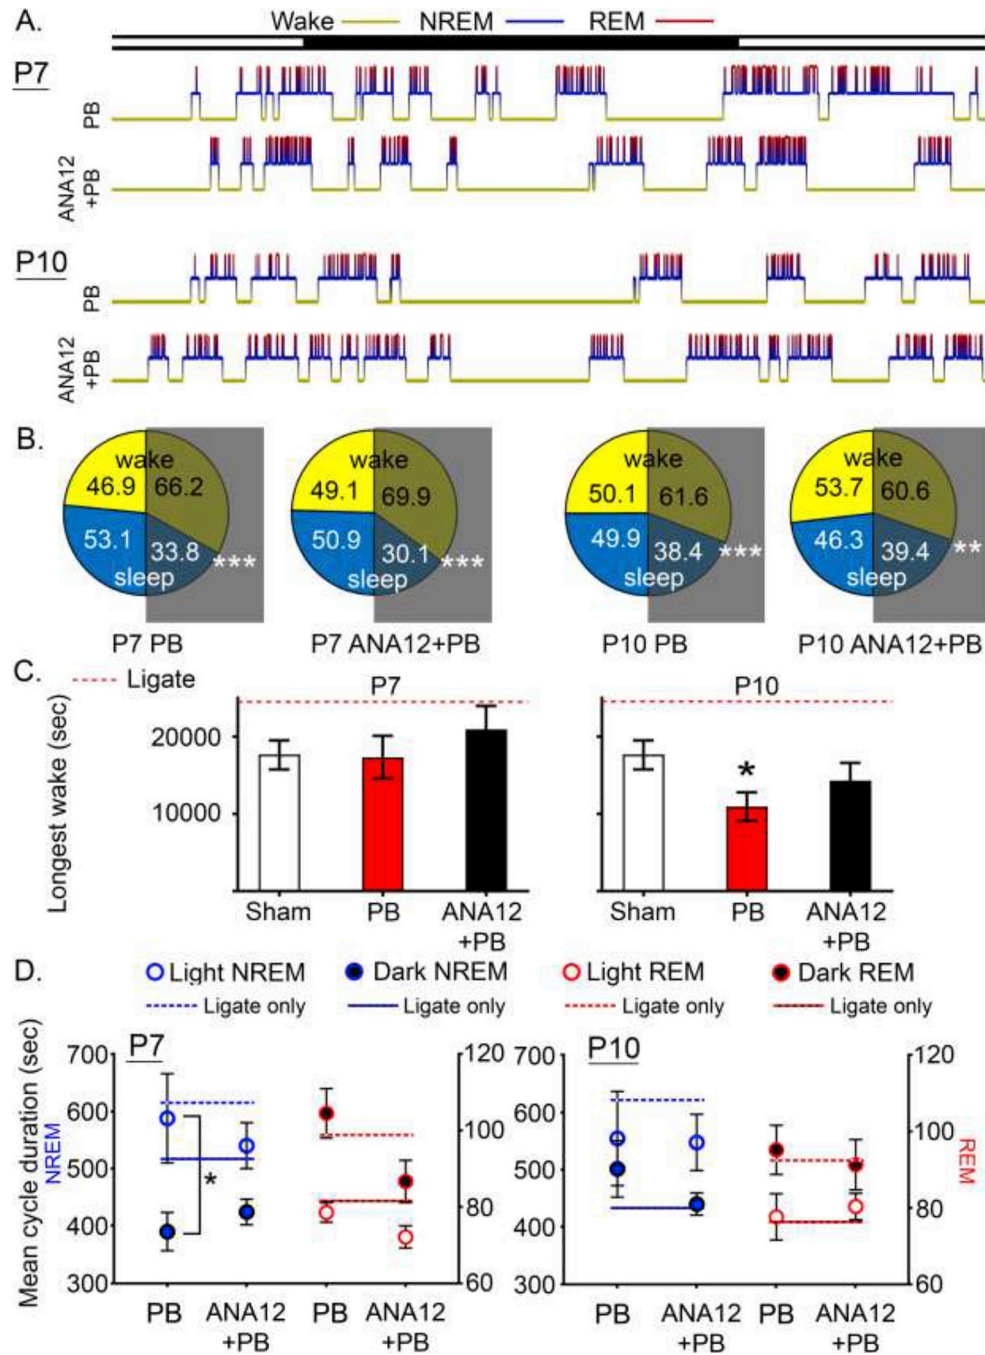 A.
Wake NREM REM
P7
PB
ANA12
+PB
P10
PB
ANA12
+PB
B.
wake
46.9 66.2
53.1 33.8
sleep
***
P7 PB
wake
49.1 69.9
50.9 30.1
sleep
***
P7 ANA12+PB
wake
50.1 61.6
49.9 38.4
sleep
***
P10 PB
wake
53.7 60.6
46.3 39.4
sleep
**
P10 ANA12+PB
C.
Ligate
Longest wake (sec)
P7
20000
10000
Sham PB ANA12
+PB
P10
*
Sham PB ANA12
+PB
D.
Light NREM Dark NREM Light REM Dark REM
Ligate only Ligate only Ligate only Ligate only
Mean cycle duration (sec)
NREM
P7
700
600
500
400
300
*
120
100
80
60
PB ANA12
+PB
PB ANA12
+PB
P10
700
600
500
400
300
120
100
80
60
REM
PB ANA12
+PB
PB ANA12
+PB